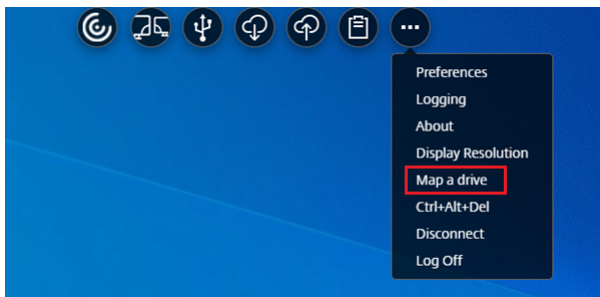 Preferences
Logging
About
Display Resolution
Map a drive
Ctrl+Alt+Del
Disconnect
Log Off